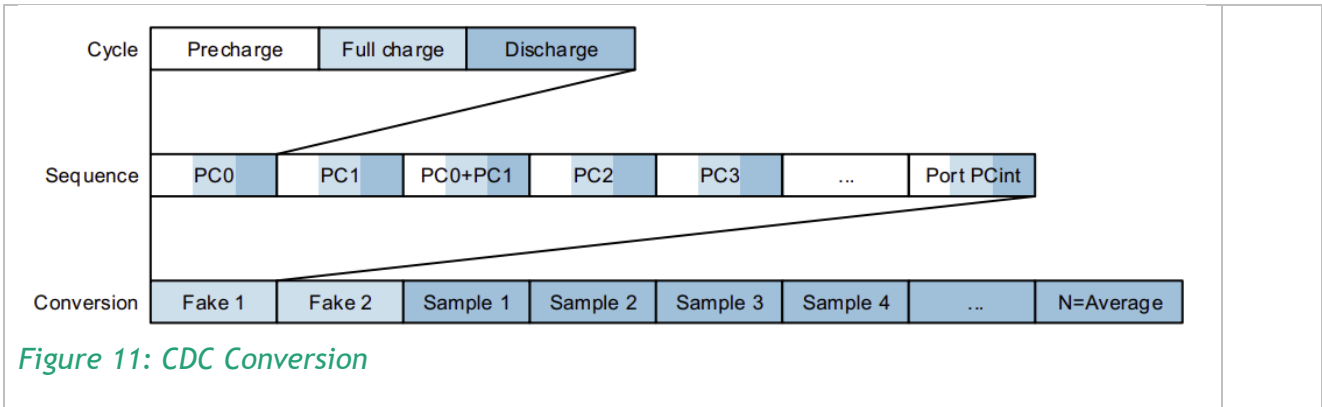 Cycle Precharge Full charge Discharge
Sequence PC0 PC1 PC0+PC1 PC2 PC3 ... Port PCint
Conversion Fake 1 Fake 2 Sample 1 Sample 2 Sample 3 Sample 4 ... N=Average
Figure 11: CDC Conversion